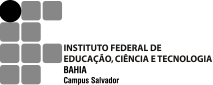 INSTITUTO FEDERAL DE
EDUCAÇÃO, CIÊNCIA E TECNOLOGIA
BAHIA
Campus Salvador